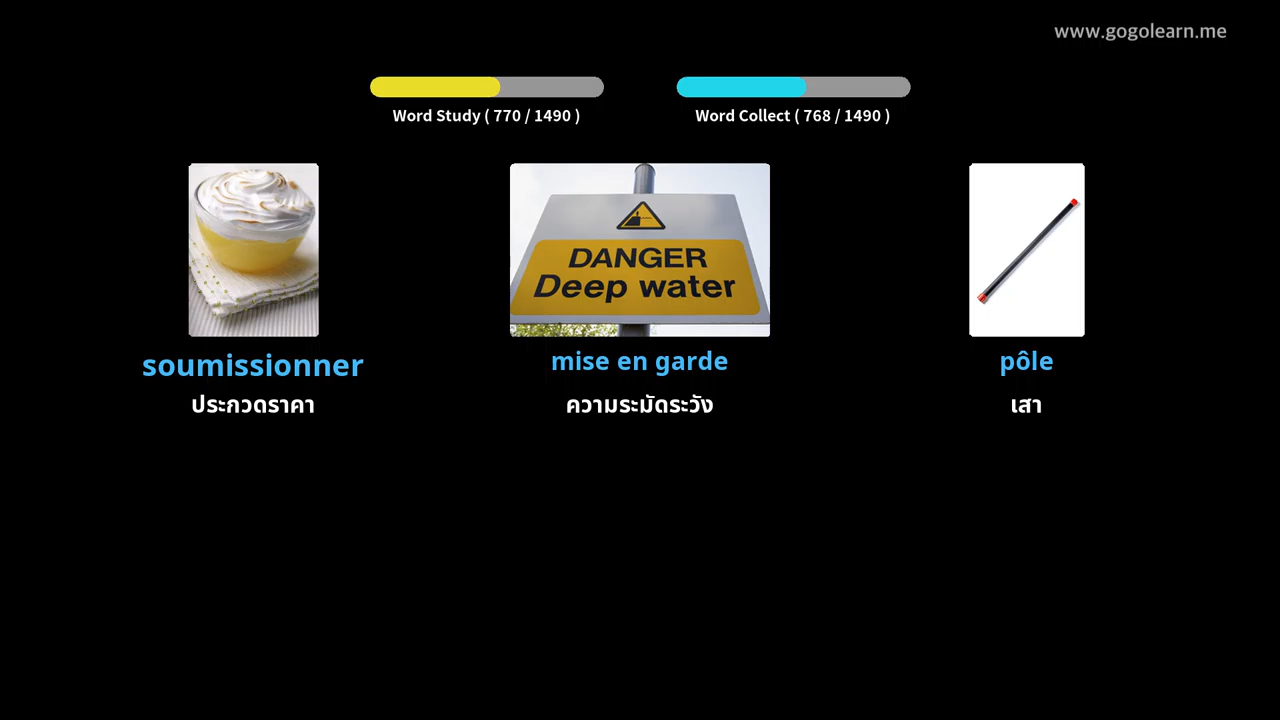 www.gogolearn.me
Word Study ( 770 / 1490 )
Word Collect ( 768 / 1490 )
DANGER
Deep water
soumissionner
mise en garde
pôle
ประกวดราคา
ความระมัดระวัง
เสา